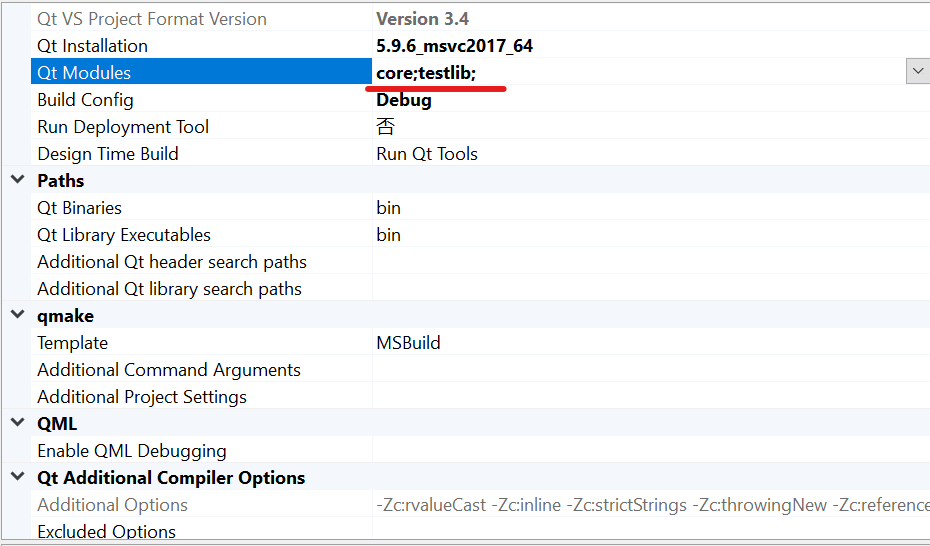 Qt VS Project Format Version Version 3.4
Qt Installation 5.9.6_msvc2017_64
Qt Modules core;testlib;
Build Config Debug
Run Deployment Tool 否
Design Time Build Run Qt Tools
Paths
Qt Binaries bin
Qt Library Executables bin
Additional Qt header search paths
Additional Qt library search paths
qmake
Template MSBuild
Additional Command Arguments
Additional Project Settings
QML
Enable QML Debugging
Qt Additional Compiler Options
Additional Options -Zc:rvalueCast -Zc:inline -Zc:strictStrings -Zc:throwingNew -Zc:reference
Excluded Options